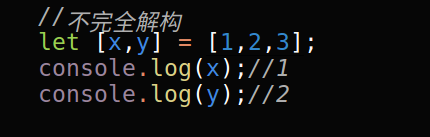 //不完全解构
let [x,y] = [1,2,3];
console.log(x);//1
console.log(y);//2